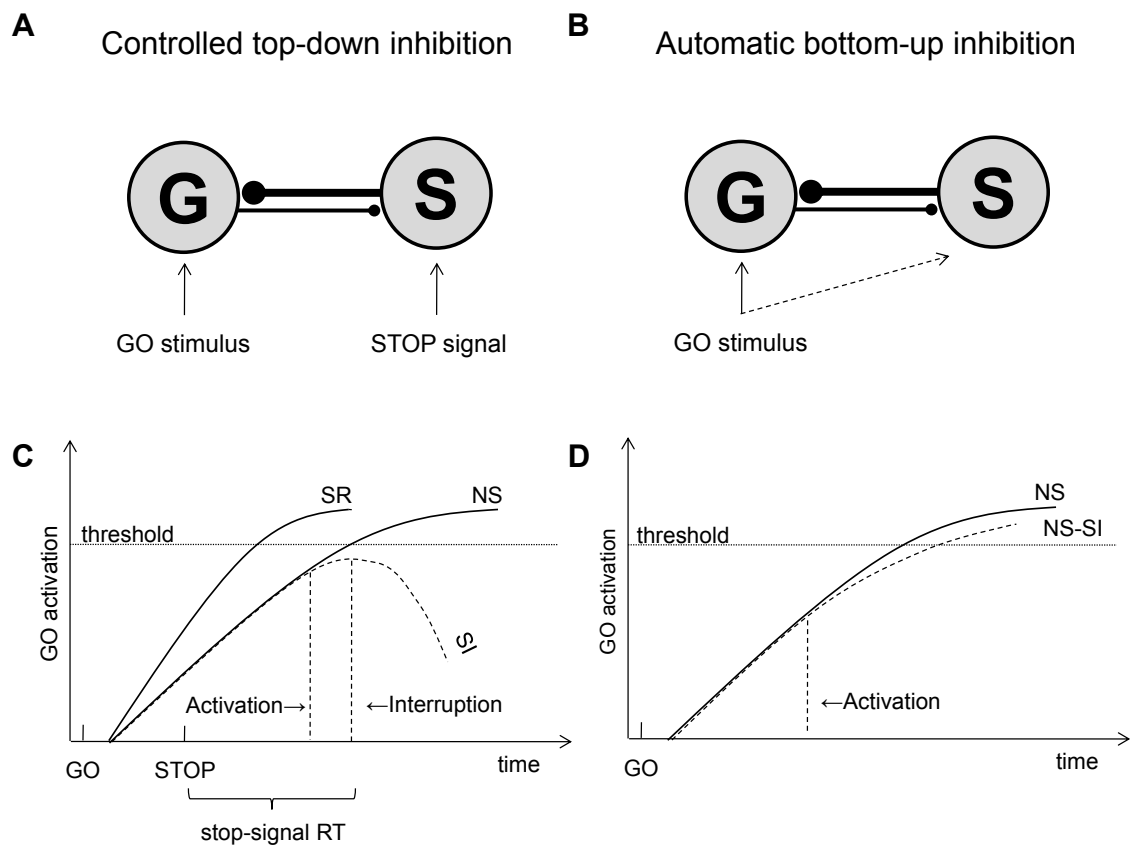 A
Controlled top-down inhibition
B
Automatic bottom-up inhibition
G
S
G
S
GO stimulus
STOP signal
GO stimulus
C
SR
NS
threshold
GO activation
SI
Activation→
←Interruption
GO
STOP
time
stop-signal RT
D
NS
NS-SI
threshold
GO activation
←Activation
GO
time